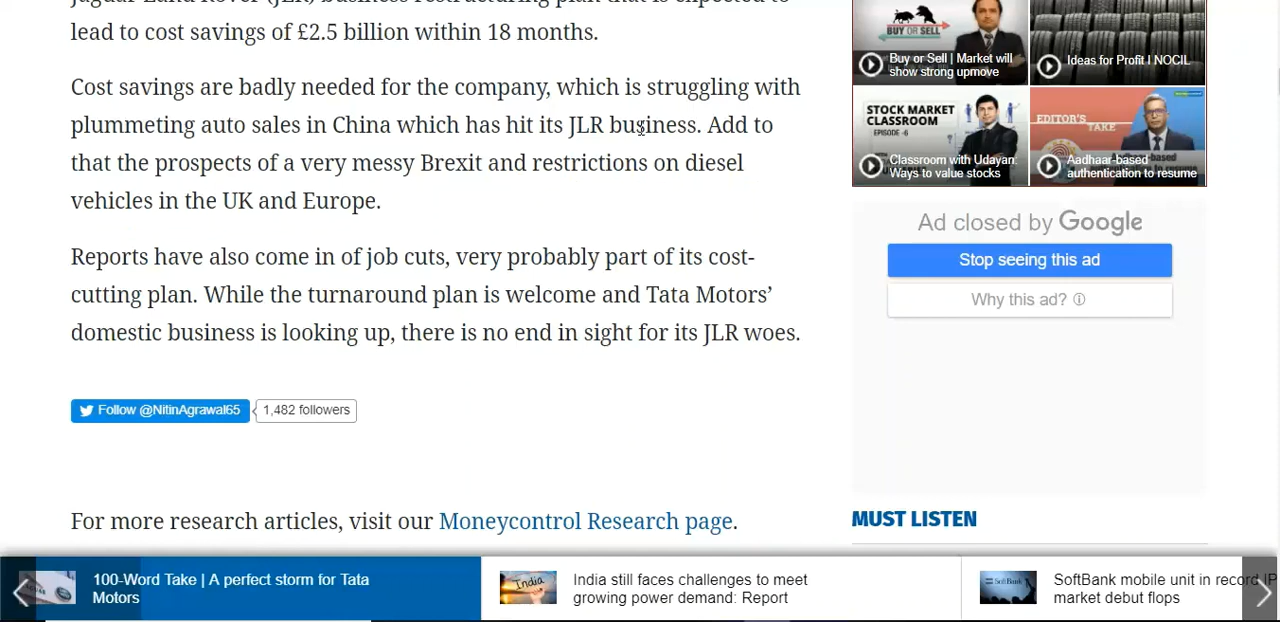 lead to cost savings of £2.5 billion within 18 months.
Cost savings are badly needed for the company, which is struggling with
plummeting auto sales in China which has hit its JLR business. Add to
that the prospects of a very messy Brexit and restrictions on diesel
vehicles in the UK and Europe.
Reports have also come in of job cuts, very probably part of its cost-
cutting plan. While the turnaround plan is welcome and Tata Motors’
domestic business is looking up, there is no end in sight for its JLR woes.
Follow @NitinAgrawal65
1,482 followers
For more research articles, visit our Moneycontrol Research page.
BUY OR SELL
Buy or Sell | Market will
show strong upmove
Ideas for Profit I NOCIL
STOCK MARKET
CLASSROOM
EPISODE -6
Classroom with Udayan:
Ways to value stocks
EDITOR'S
TAKE
Aadhaar-based
authentication to resume
Ad closed by Google
Stop seeing this ad
Why this ad?
MUST LISTEN
100-Word Take | A perfect storm for Tata
Motors
India
India still faces challenges to meet
growing power demand: Report
SoftBank
SoftBank mobile unit in record IP
market debut flops